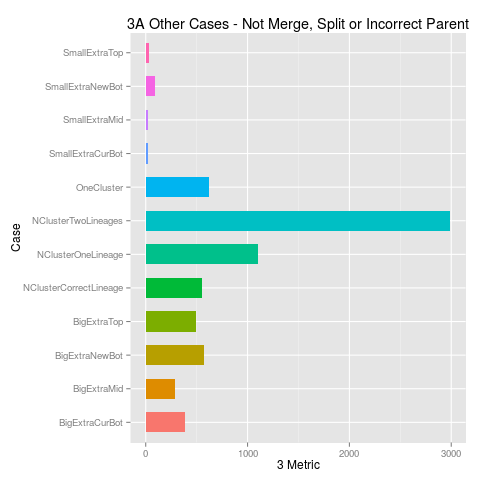 3A Other Cases - Not Merge, Split or Incorrect Parent
SmallExtraTop
SmallExtraNewBot
SmallExtraMid
SmallExtraCurBot
OneCluster
NClusterTwoLineages
NClusterOneLineage
NClusterCorrectLineage
BigExtraTop
BigExtraNewBot
BigExtraMid
BigExtraCurBot
Case
0 1000 2000 3000
3 Metric